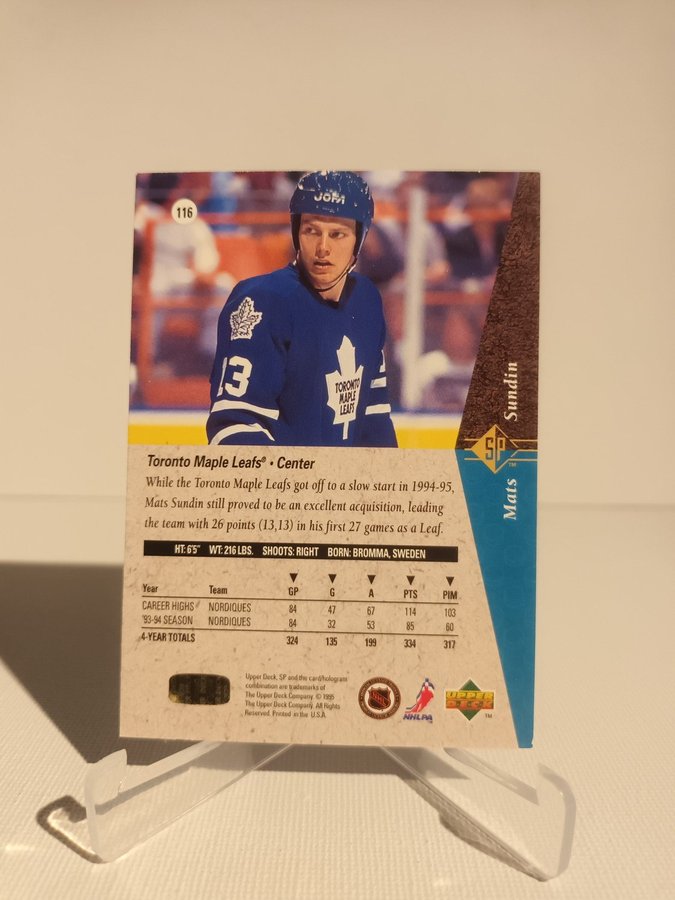 116
JOFA
13
TORONTO
MAPLE
LEAFS
Mats Sundin
SP
TM
Toronto Maple Leafs® • Center
While the Toronto Maple Leafs got off to a slow start in 1994-95,
Mats Sundin still proved to be an excellent acquisition, leading
the team with 26 points (13,13) in his first 27 games as a Leaf.
HT: 6'5" WT: 216 LBS. SHOOTS: RIGHT BORN: BROMMA, SWEDEN
Year Team GP G A PTS PIM
CAREER HIGHS NORDIQUES 84 47 67 114 103
'93-94 SEASON NORDIQUES 84 32 53 85 60
4-YEAR TOTALS 324 135 199 334 317
Upper Deck, SP and the card/hologram
combination are trademarks of
The Upper Deck Company. © 1995
The Upper Deck Company. All Rights
Reserved. Printed in the U.S.A.
NHL
NHLPA
UPPER
DECK
TM